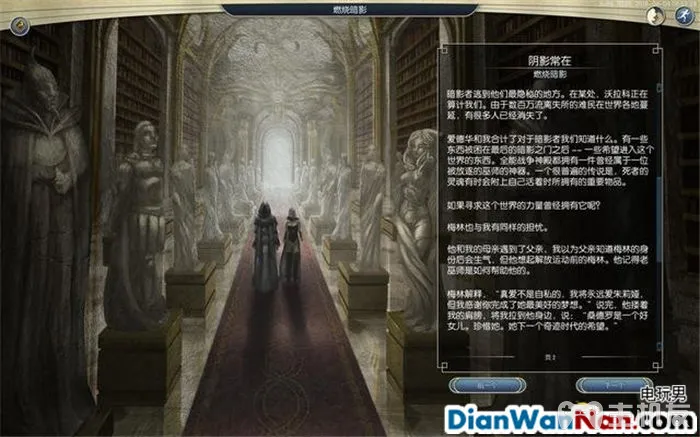 燃烧暗影
阴影常在
燃烧暗影
暗影者逃到他们最隐秘的地方。在某处，沃拉科正在
算计我们。由于数百万流离失所的难民在世界各地蔓
延，有很多人已经消失了。
爱德华和我合计了对于暗影者我们知道什么。有一些
东西被困在最后的暗影之门之后 -- 一些希望进入这个
世界的东西。全能战争神殿都拥有一件曾经属于一位
被放逐的巫师的神器。一个很普遍的传说是，死者的
灵魂有时会附上自己活着时所拥有的重要物品。
如果寻求这个世界的力量曾经拥有它呢？
梅林也与我有同样的担忧。
他和我的母亲遇到了父亲，我以为父亲知道梅林的身
份后会生气，但他想起解放运动前的梅林。他记得老
巫师是如何帮助他的。
梅林解释，“真爱不是自私的，我将永远爱朱莉娅，
但我感谢你完成了她最美好的梦想。”说完，他搂着
我的肩膀，将我拉到他身边，说：“桑德罗是一个好
女儿。珍惜她。她下一个奇迹时代的希望。”
页 2
前一个
下一个
电玩男
DianWanNan.com